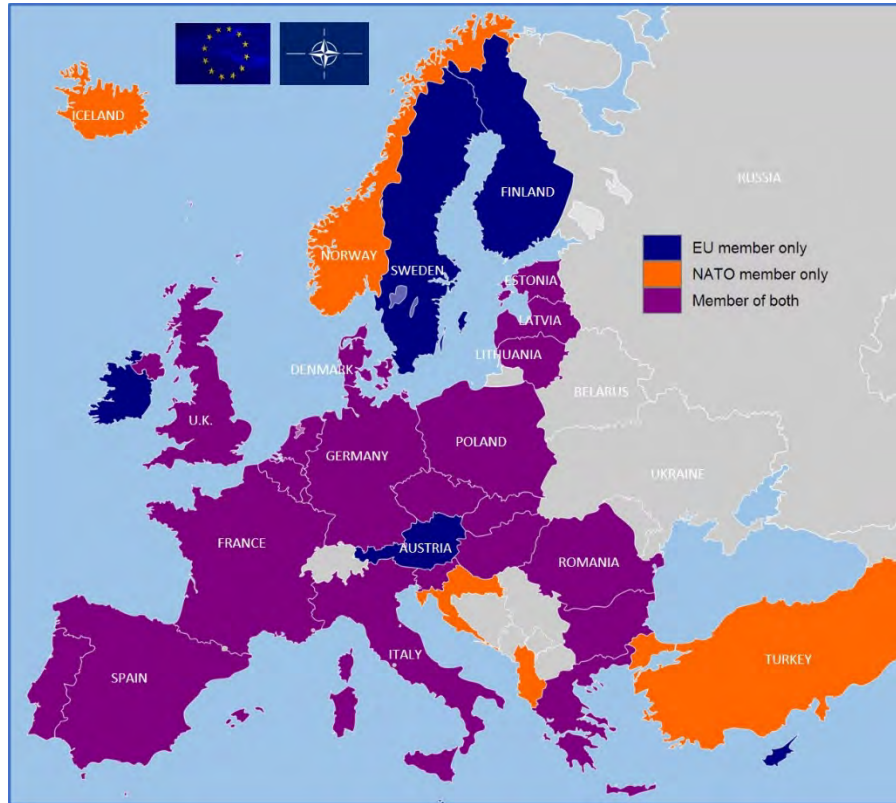 ICELAND
RUSSIA
FINLAND
EU member only
NORWAY
NATO member only
SWEDEN
ESTONIA
Member of both
LATVIA
LITHUANIA
DENMARK
BELARUS
U.K.
POLAND
GERMANY
UKRAINE
FRANCE
AUSTRIA
ROMANIA
ITALY
TURKEY
SPAIN